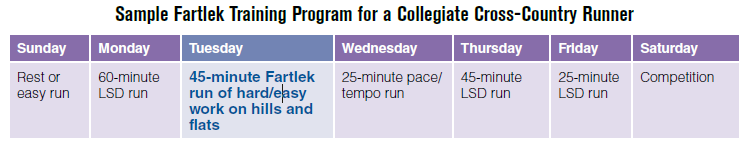 Sample Fartlek Training Program for a Collegiate Cross-Country Runner
Sunday Monday Tuesday Wednesday Thursday Friday Saturday
Rest or 60-minute 45-minute Fartlek 25-minute pace/ 45-minute 25-minute Competition
easy run LSD run run of hard/easy tempo run LSD run LSD run
work on hills and
flats